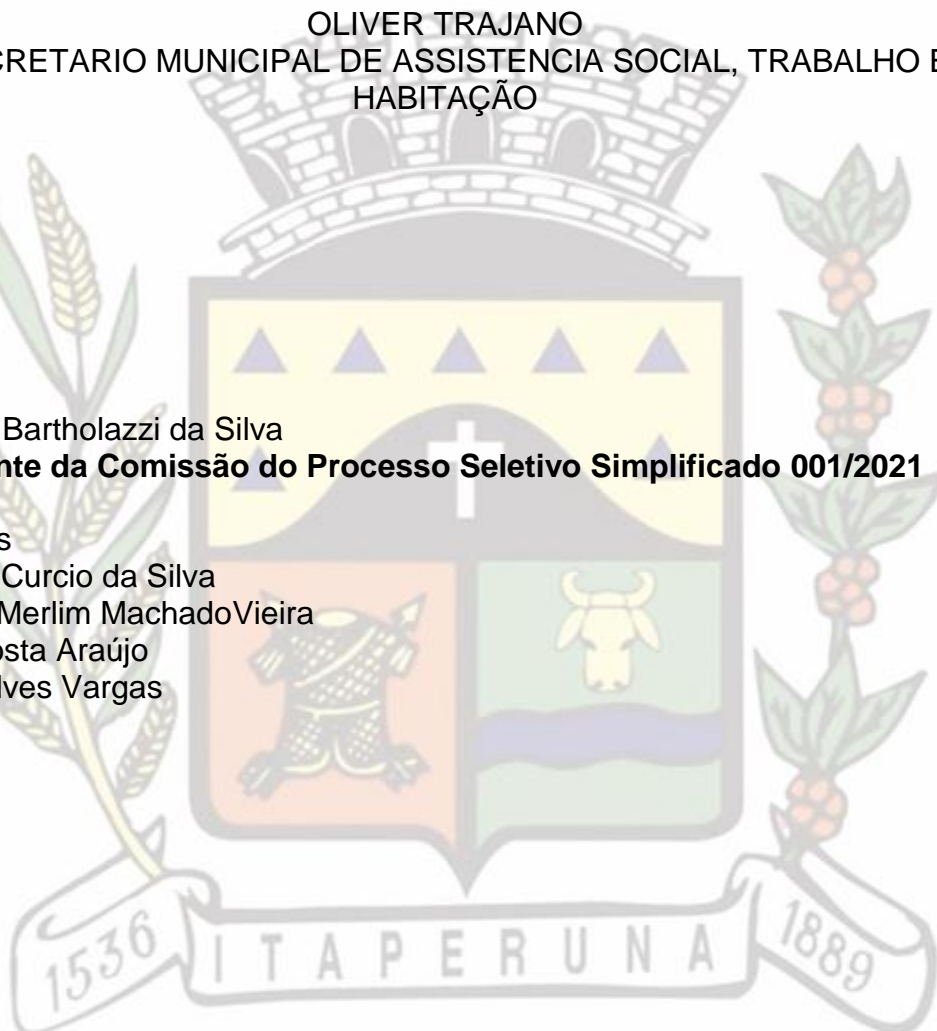 OLIVER TRAJANO
CRETARIO MUNICIPAL DE ASSISTENCIA SOCIAL, TRABALHO E
HABITAÇÃO
Bartholazzi da Silva
nte da Comissão do Processo Seletivo Simplificado 001/2021
s
Curcio da Silva
Merlim MachadoVieira
osta Araújo
lves Vargas
1536 ITAPERUNA 1889